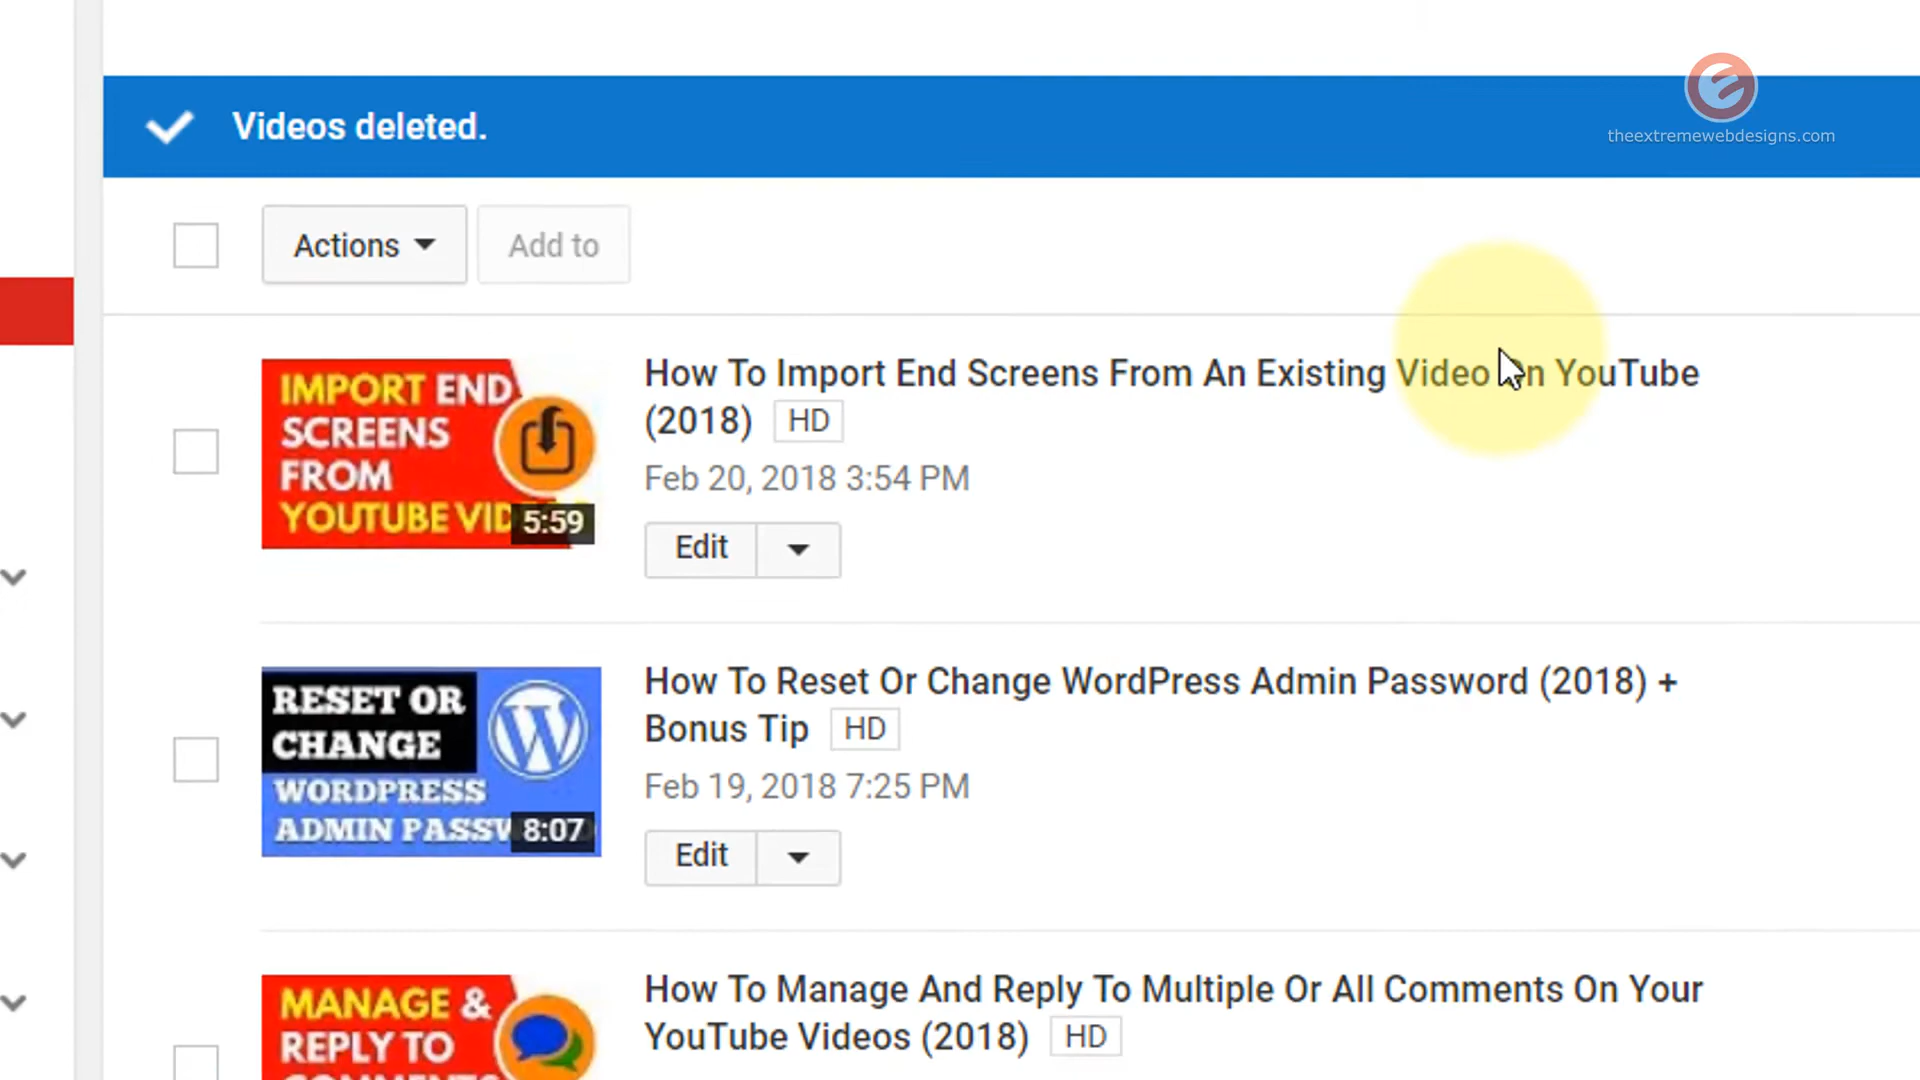 theextremewebdesigns.com
Videos deleted.
Actions Add to
IMPORT END
SCREENS
FROM
YOUTUBE VID
5:59
How To Import End Screens From An Existing Video On YouTube
(2018) HD
Feb 20, 2018 3:54 PM
Edit
RESET OR
CHANGE
WORDPRESS
ADMIN PASSW
8:07
How To Reset Or Change WordPress Admin Password (2018) +
Bonus Tip HD
Feb 19, 2018 7:25 PM
Edit
MANAGE &
REPLY TO
How To Manage And Reply To Multiple Or All Comments On Your
YouTube Videos (2018) HD